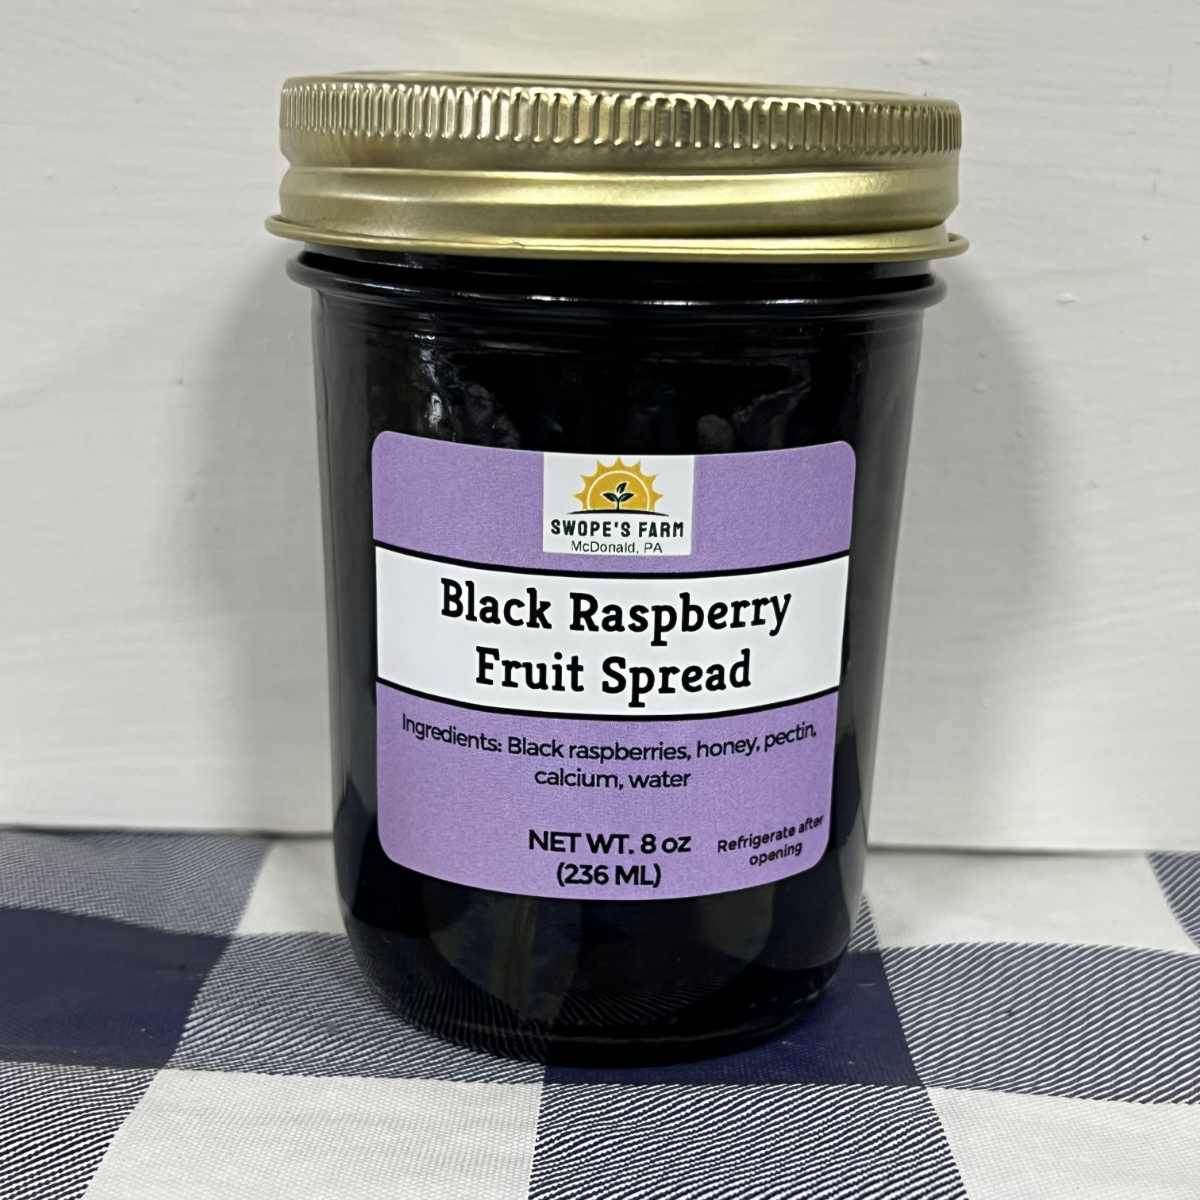 SWOPE'S FARM
McDonald, PA
Black Raspberry
Fruit Spread
Ingredients: Black raspberries, honey, pectin,
calcium, water
NET WT. 8 oz
(236 ML)
Refrigerate after
opening